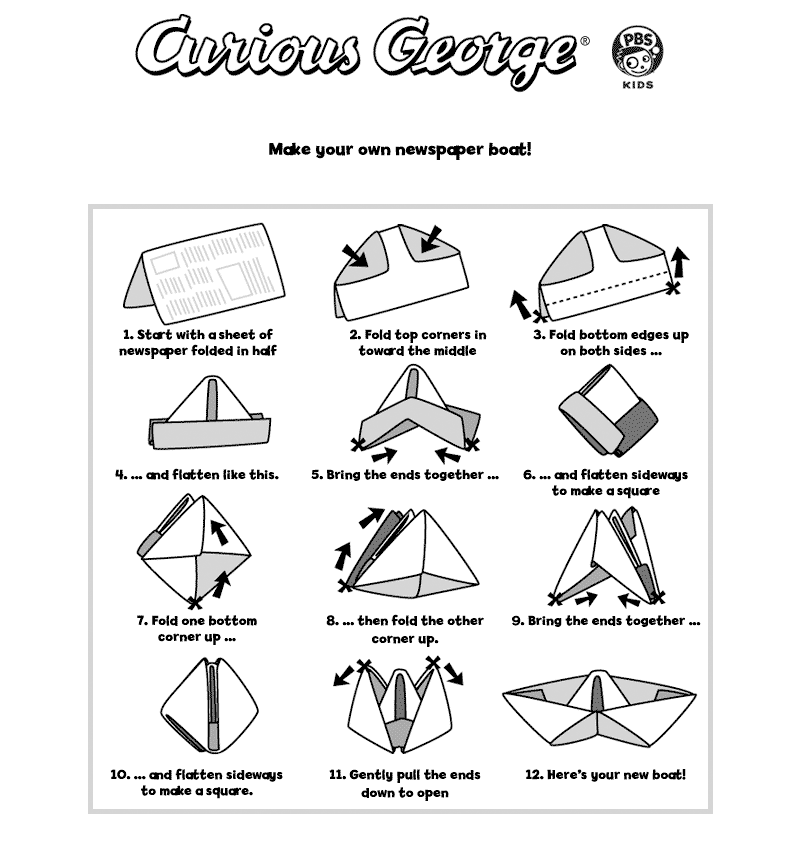 Curious George®
PBS
KIDS
Make your own newspaper boat!
1. Start with a sheet of
newspaper folded in half
2. Fold top corners in
toward the middle
3. Fold bottom edges up
on both sides ...
4. ... and flatten like this.
5. Bring the ends together ...
6. ... and flatten sideways
to make a square
7. Fold one bottom
corner up ...
8. ... then fold the other
corner up.
9. Bring the ends together ...
10. ... and flatten sideways
to make a square.
11. Gently pull the ends
down to open
12. Here's your new boat!